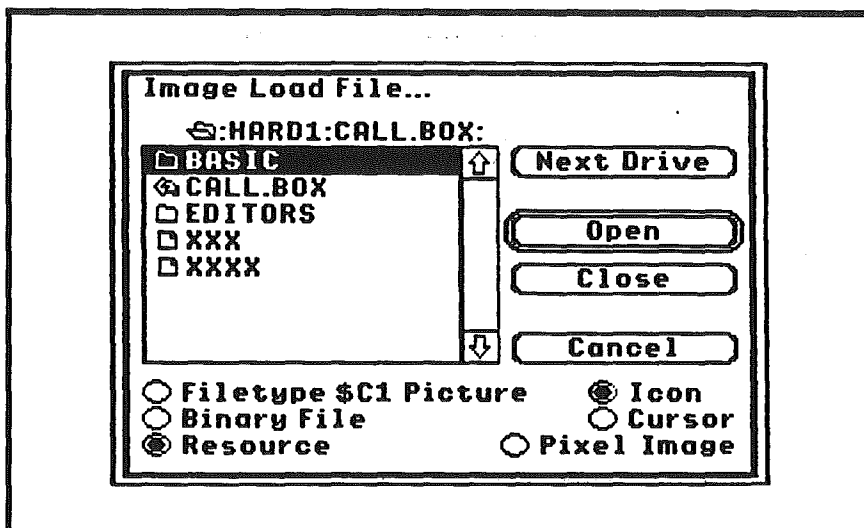 Image Load File...
:HARD1:CALL.BOX:
BASIC
CALL.BOX
EDITORS
XXX
XXXX
Next Drive
Open
Close
Cancel
Filetype $C1 Picture
Binary File
Resource
Icon
Cursor
Pixel Image